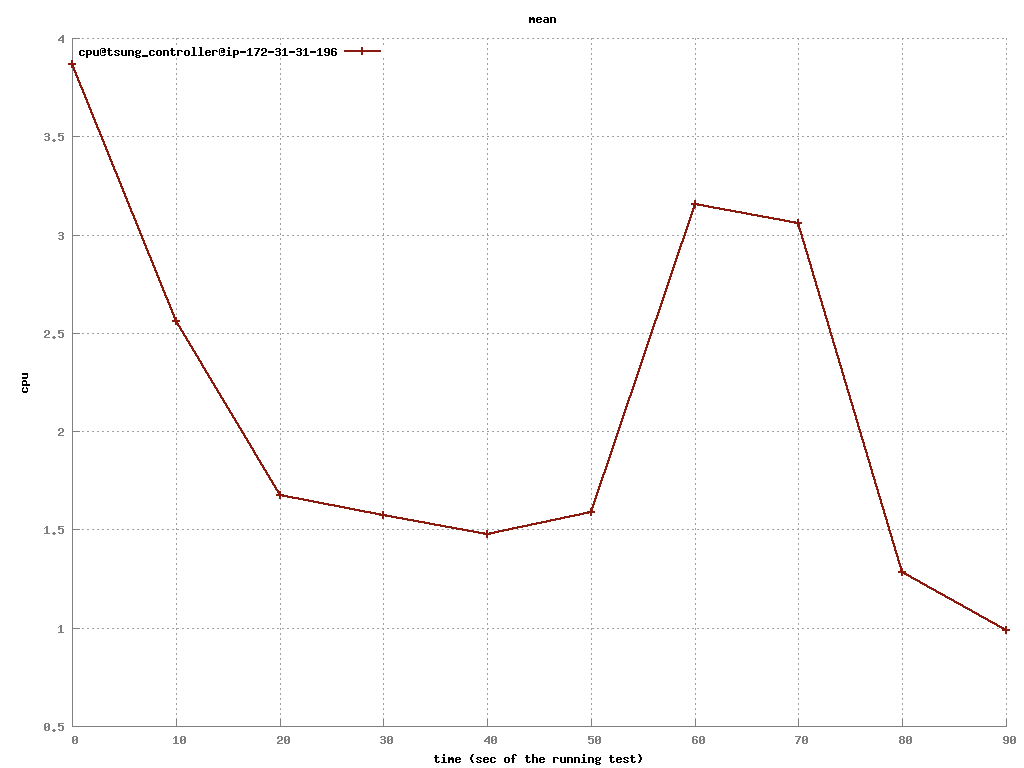 mean
cpu@tsung_controller@ip-172-31-31-196
4
3.5
3
2.5
2
1.5
1
0.5
cpu
0 10 20 30 40 50 60 70 80 90
time (sec of the running test)